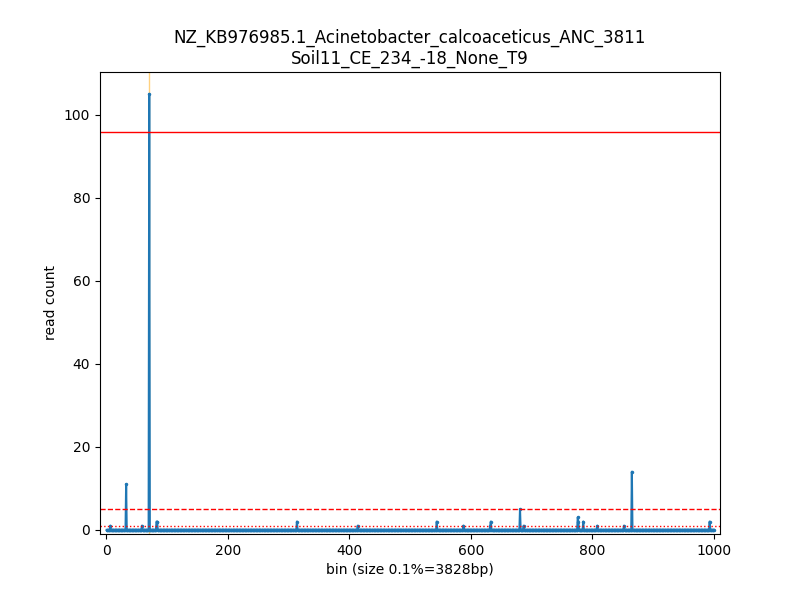 NZ_KB976985.1_Acinetobacter_calcoaceticus_ANC_3811
Soil11_CE_234_-18_None_T9
100
80
60
40
20
0
read count
0 200 400 600 800 1000
bin (size 0.1%=3828bp)